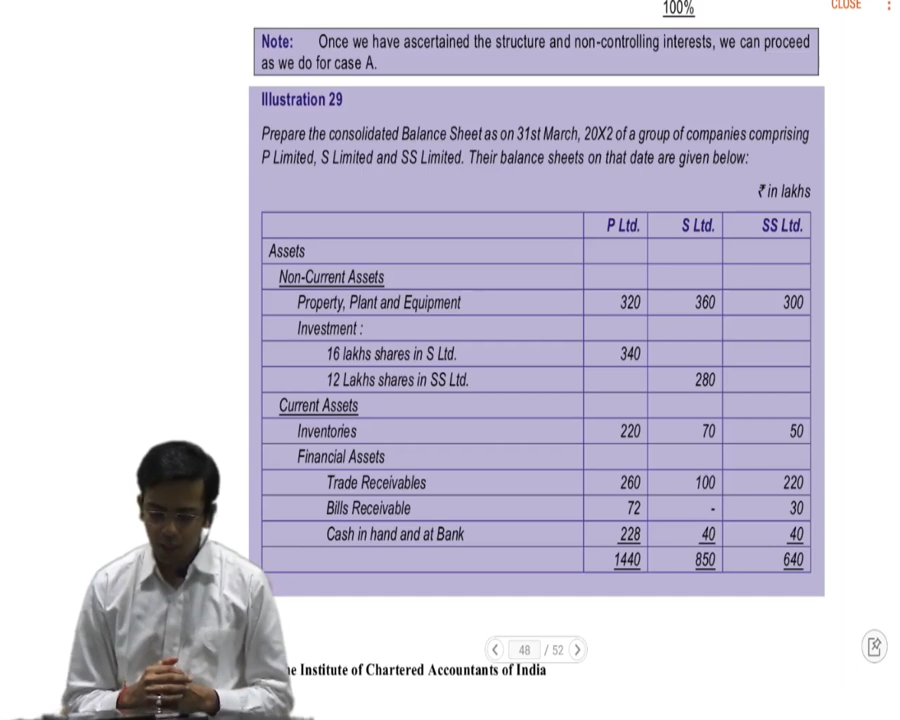 100%
CLOSE
Note: Once we have ascertained the structure and non-controlling interests, we can proceed
as we do for case A.
Illustration 29
Prepare the consolidated Balance Sheet as on 31st March, 20X2 of a group of companies comprising
P Limited, S Limited and SS Limited. Their balance sheets on that date are given below:
₹ in lakhs
P Ltd. S Ltd. SS Ltd.
Assets
Non-Current Assets
Property, Plant and Equipment 320 360 300
Investment :
16 lakhs shares in S Ltd. 340
12 Lakhs shares in SS Ltd. 280
Current Assets
Inventories 220 70 50
Financial Assets
Trade Receivables 260 100 220
Bills Receivable 72 - 30
Cash in hand and at Bank 228 40 40
1440 850 640
48 / 52
e Institute of Chartered Accountants of India